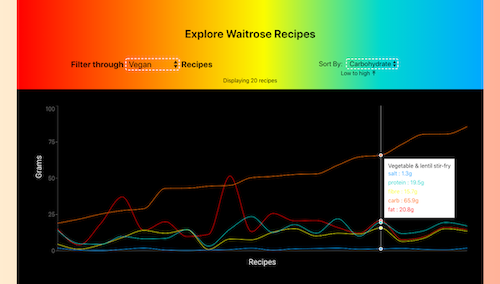 Explore Waitrose Recipes
Filter through Vegan Recipes
Sort By: Carbohydrate
Low to high ↑
Displaying 20 recipes
100
75
50
25
0
Grams
Recipes
Vegetable & lentil stir-fry
salt : 1.3g
protein : 19.5g
carb : 65.9g
fat : 20.8g